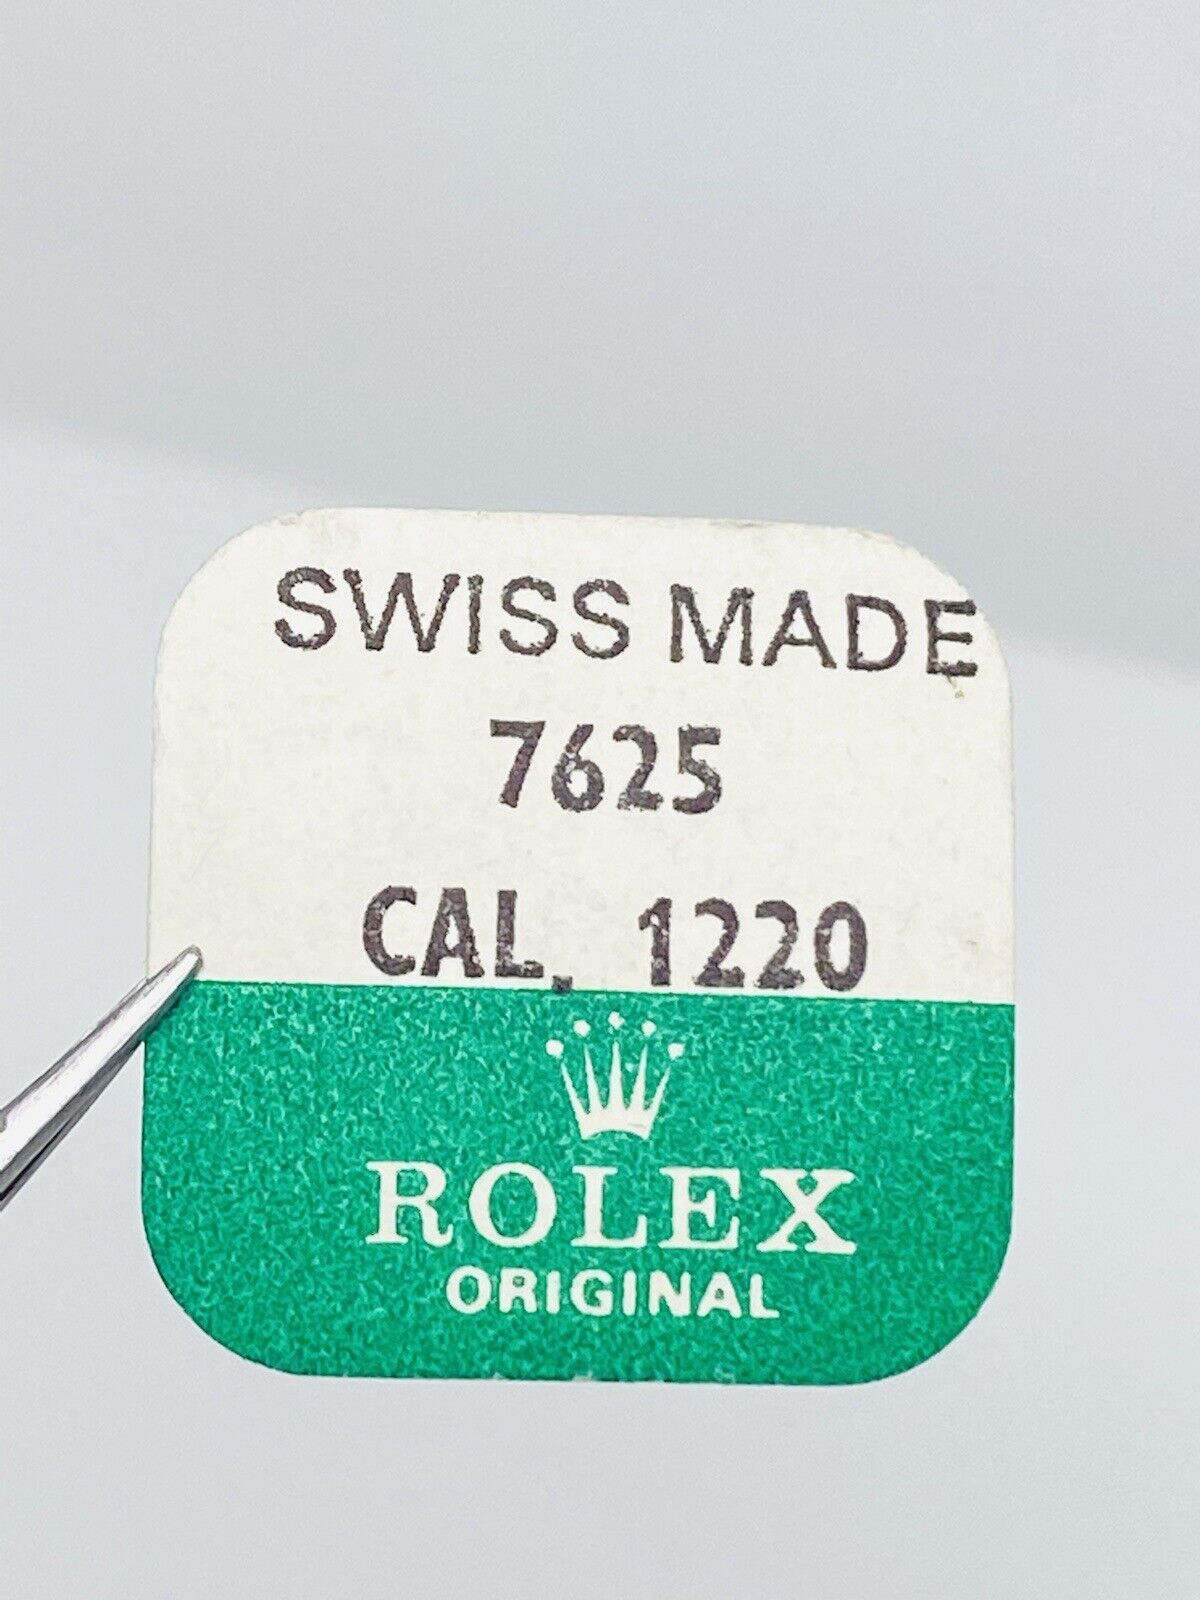 SWISS MADE
7625
CAL. 1220
ROLEX
ORIGINAL